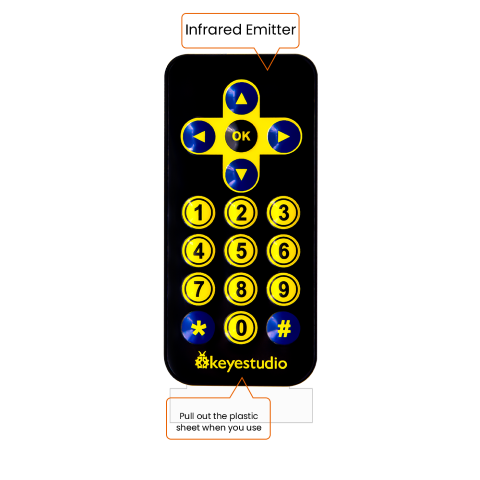 Infrared Emitter
OK
1 2 3
4 5 6
7 8 9
* 0 #
keyestudio
Pull out the plastic
sheet when you use